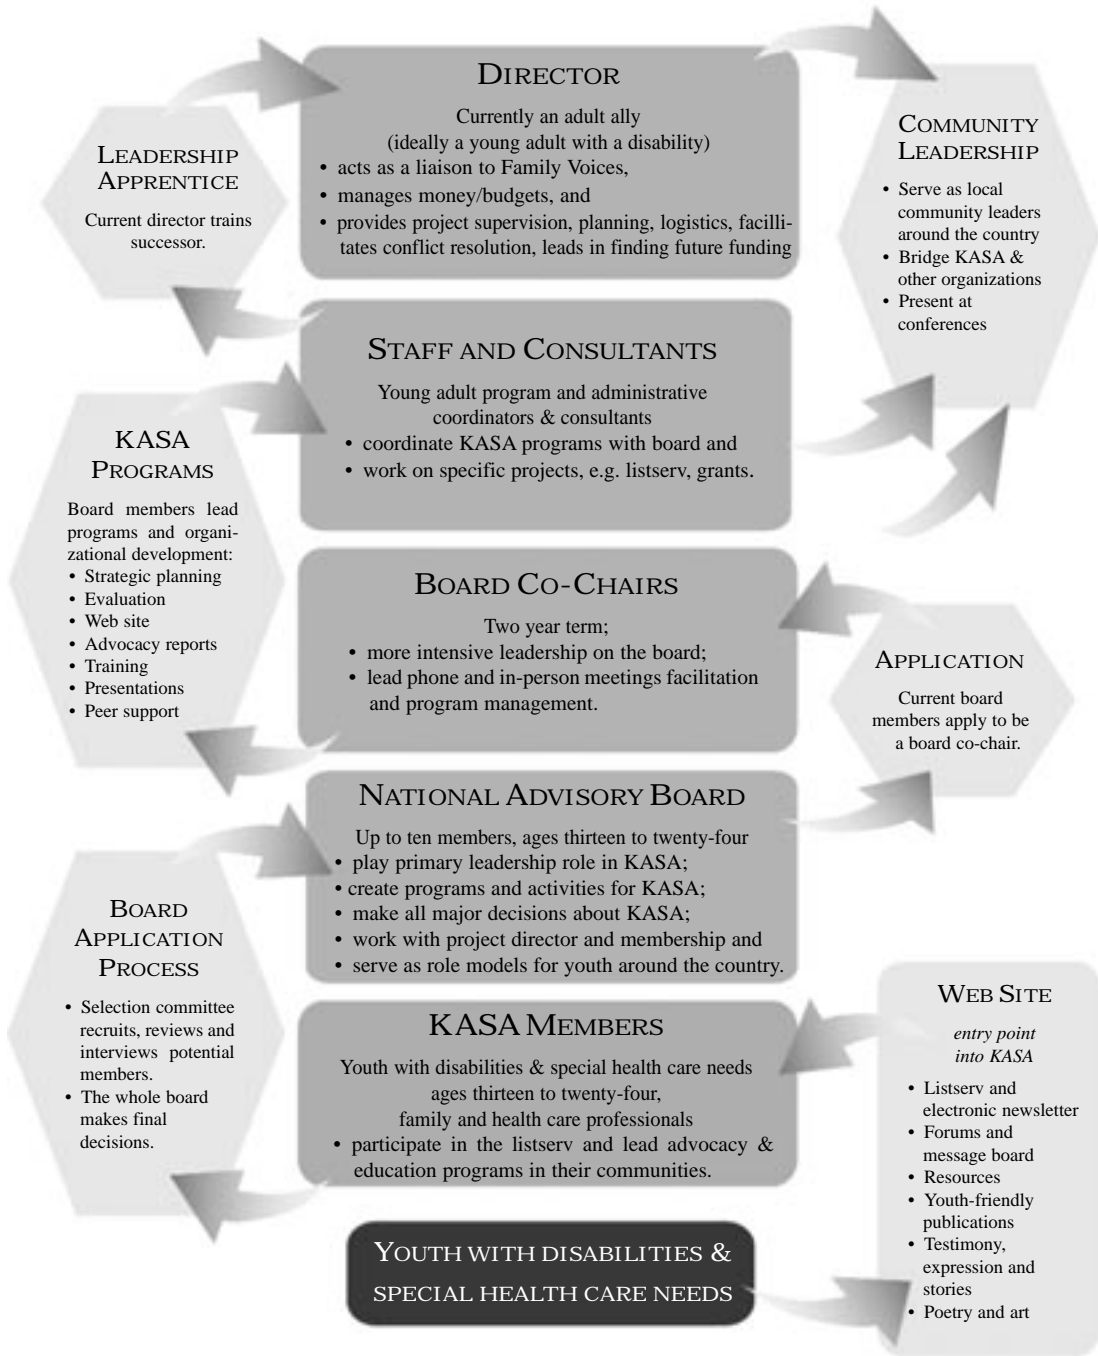 DIRECTOR
Currently an adult ally
(ideally a young adult with a disability)
• acts as a liaison to Family Voices,
• manages money/budgets, and
• provides project supervision, planning, logistics, facilli-
tates conflict resolution, leads in finding future funding
LEADERSHIP
APPRENTICE
Current director trains
successor.
COMMUNITY
LEADERSHIP
• Serve as local
community leaders
around the country
• Bridge KASA &
other organizations
• Present at
conferences
STAFF AND CONSULTANTS
Young adult program and administrative
coordinators & consultants
• coordinate KASA programs with board and
• work on specific projects, e.g. listserv, grants.
KASA
PROGRAMS
Board members lead
programs and organi-
zational development:
• Strategic planning
• Evaluation
• Web site
• Advocacy reports
• Training
• Presentations
• Peer support
BOARD CO-CHAIRS
Two year term;
• more intensive leadership on the board;
• lead phone and in-person meetings facilitation
and program management.
APPLICATION
Current board
members apply to be
a board co-chair.
NATIONAL ADVISORY BOARD
Up to ten members, ages thirteen to twenty-four
• play primary leadership role in KASA;
• create programs and activities for KASA;
• make all major decisions about KASA;
• work with project director and membership and
• serve as role models for youth around the country.
BOARD
APPLICATION
PROCESS
• Selection committee
recruits, reviews and
interviews potential
members.
• The whole board
makes final
decisions.
KASA MEMBERS
Youth with disabilities & special health care needs
ages thirteen to twenty-four,
family and health care professionals
• participate in the listserv and lead advocacy &
education programs in their communities.
WEB SITE
entry point
into KASA
• Listserv and
electronic newsletter
• Forums and
message board
• Resources
• Youth-friendly
publications
• Testimony,
expression and
stories
• Poetry and art
YOUTH WITH DISABILITIES &
SPECIAL HEALTH CARE NEEDS